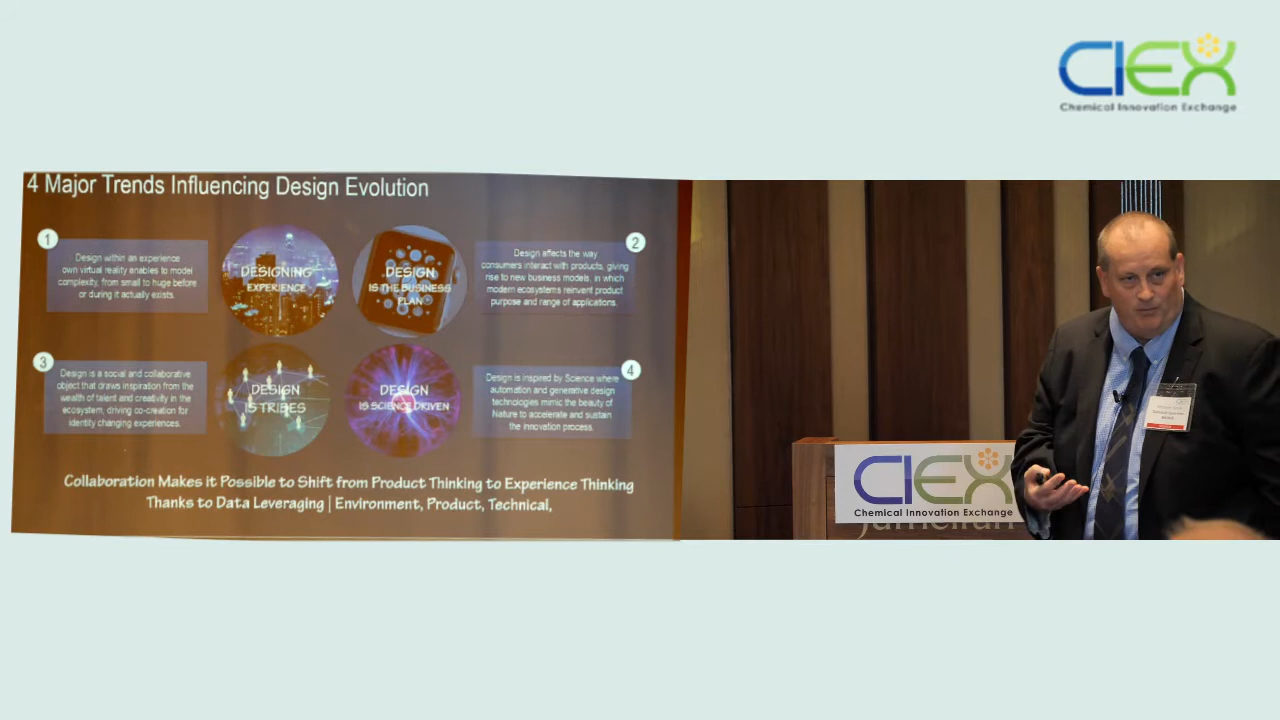 CIEX
Chemical Innovation Exchange
4 Major Trends Influencing Design Evolution
1
Design within an experience
own virtual reality enables to model
complexity, from small to huge before
or during it actually exists.
DESIGNING
EXPERIENCE
DESIGN
IS THE BUSINESS
PLAN
2
Design affects the way
consumers interact with products, giving
rise to new business models, in which
modern ecosystems reinvent product
purpose and range of applications.
3
Design is a social and collaborative
object that draws inspiration from the
wealth of talent and creativity in the
ecosystem, driving co-creation for
identity changing experiences.
DESIGN
IS TRIBES
DESIGN
IS SCIENCE DRIVEN
4
Design is inspired by Science where
automation and generative design
technologies mimic the beauty of
Nature to accelerate and sustain
the innovation process.
Collaboration Makes it Possible to Shift from Product Thinking to Experience Thinking
Thanks to Data Leveraging | Environment, Product, Technical,
CIEX
Chemical Innovation Exchange